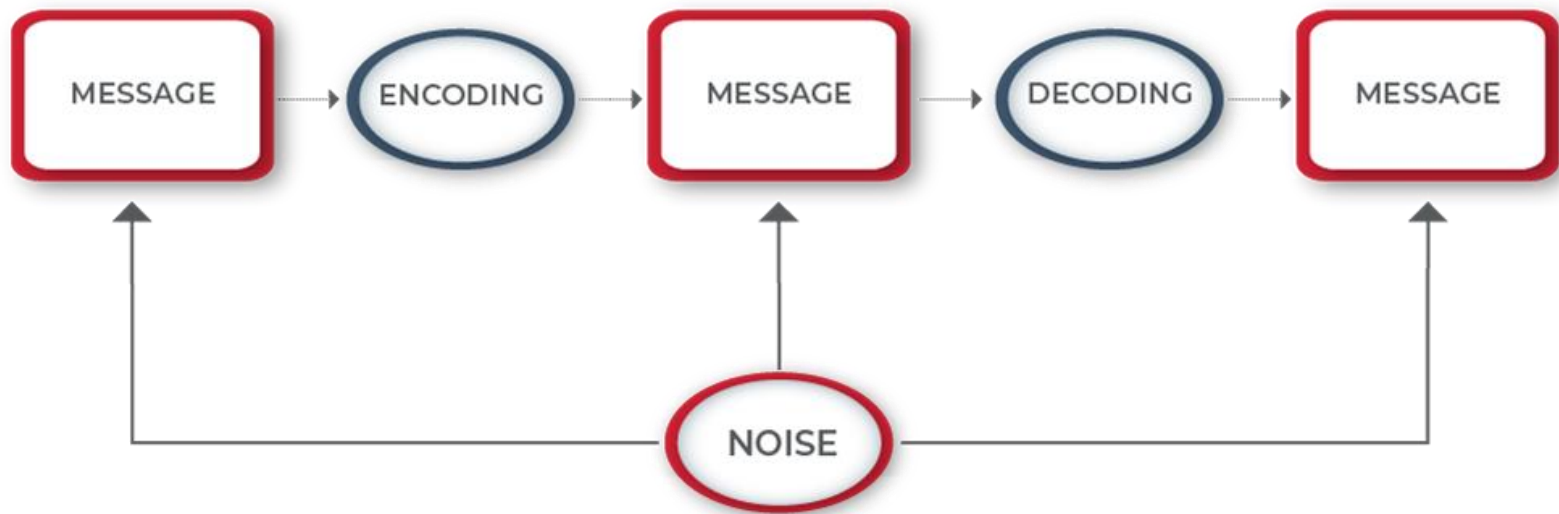 MESSAGE
ENCODING
MESSAGE
DECODING
MESSAGE
NOISE